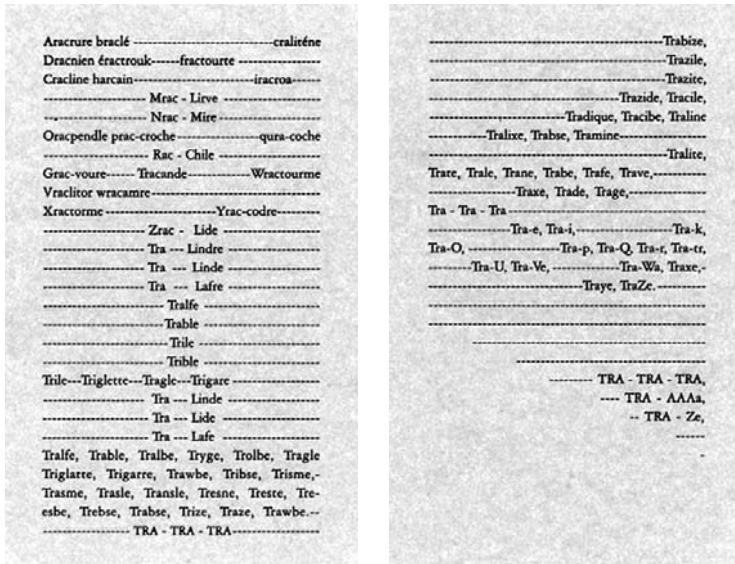 Aracrure braclé ----------------------------------craliténe
Dracnien éractrouk------fractourte --------------------
Cracline harcain-----------------------------iracroa------
------------------------- Mrac - Lirve ------------------------
--.---------------------- Nrac - Mire -------------------------
Oracpendle prac-croche--------------------qura-coche
-------------------------- Rac - Chile -------------------------
Grac-voure------ Tracande---------------Wractourme
Vraclitor wracamre------------------------------------------
Xractorme ---------------------------Yrac-codre----------
------------------------- Zrac - Lide -------------------------
------------------------- Tra --- Lindre ------------------------
------------------------- Tra --- Linde ------------------------
------------------------- Tra --- Lafre ------------------------
------------------------------ Tralfe -----------------------------
----------------------------- Trable ------------------------------
------------------------------Trile -------------------------------
----------------------------- Trible ------------------------------
Trile---Triglette---Tragle---Trigare ----------------------
------------------------- Tra --- Linde ------------------------
------------------------- Tra --- Lide ------------------------
------------------------- Tra --- Lafe ------------------------
Tralfe, Trable, Tralbe, Tryge, Trolbe, Tragle
Triglatte, Trigarre, Trawbe, Tribse, Trisme,-
Trasme, Trasle, Transle, Tresne, Treste, Tre-
esbe, Trebse, Trabse, Trize, Traze, Trawbe.--
--------------------- TRA - TRA - TRA---------------------
---------------------------------------------------------Trabize,
----------------------------------------------------------Trazile,
----------------------------------------------------------Trazite,
----------------------------------------------Trazide, Tracile,
---------------------------------Tradique, Tracibe, Traline
--------------Tralixe, Trabse, Tramine---------------------
----------------------------------------------------------Tralite,
Trate, Trale, Trane, Trabe, Trafe, Trave,-------------
---------------------Traxe, Trade, Trage,-------------------
Tra - Tra - Tra------------------------------------------------
--------------------Tra-e, Tra-i,------------------------Tra-k,
Tra-O, ----------------------Tra-p, Tra-Q, Tra-r, Tra-tr,
----------Tra-U, Tra-Ve, ----------------Tra-Wa, Traxe,-
-------------------------------------Traye, TraZe.-------------
--------------------------------------------------------------------
--------------------------------------------------------------------
---------------------------------------------------------
----------------------------------------------
--------- TRA - TRA - TRA,
---- TRA - AAAa,
-- TRA - Ze,
------
-